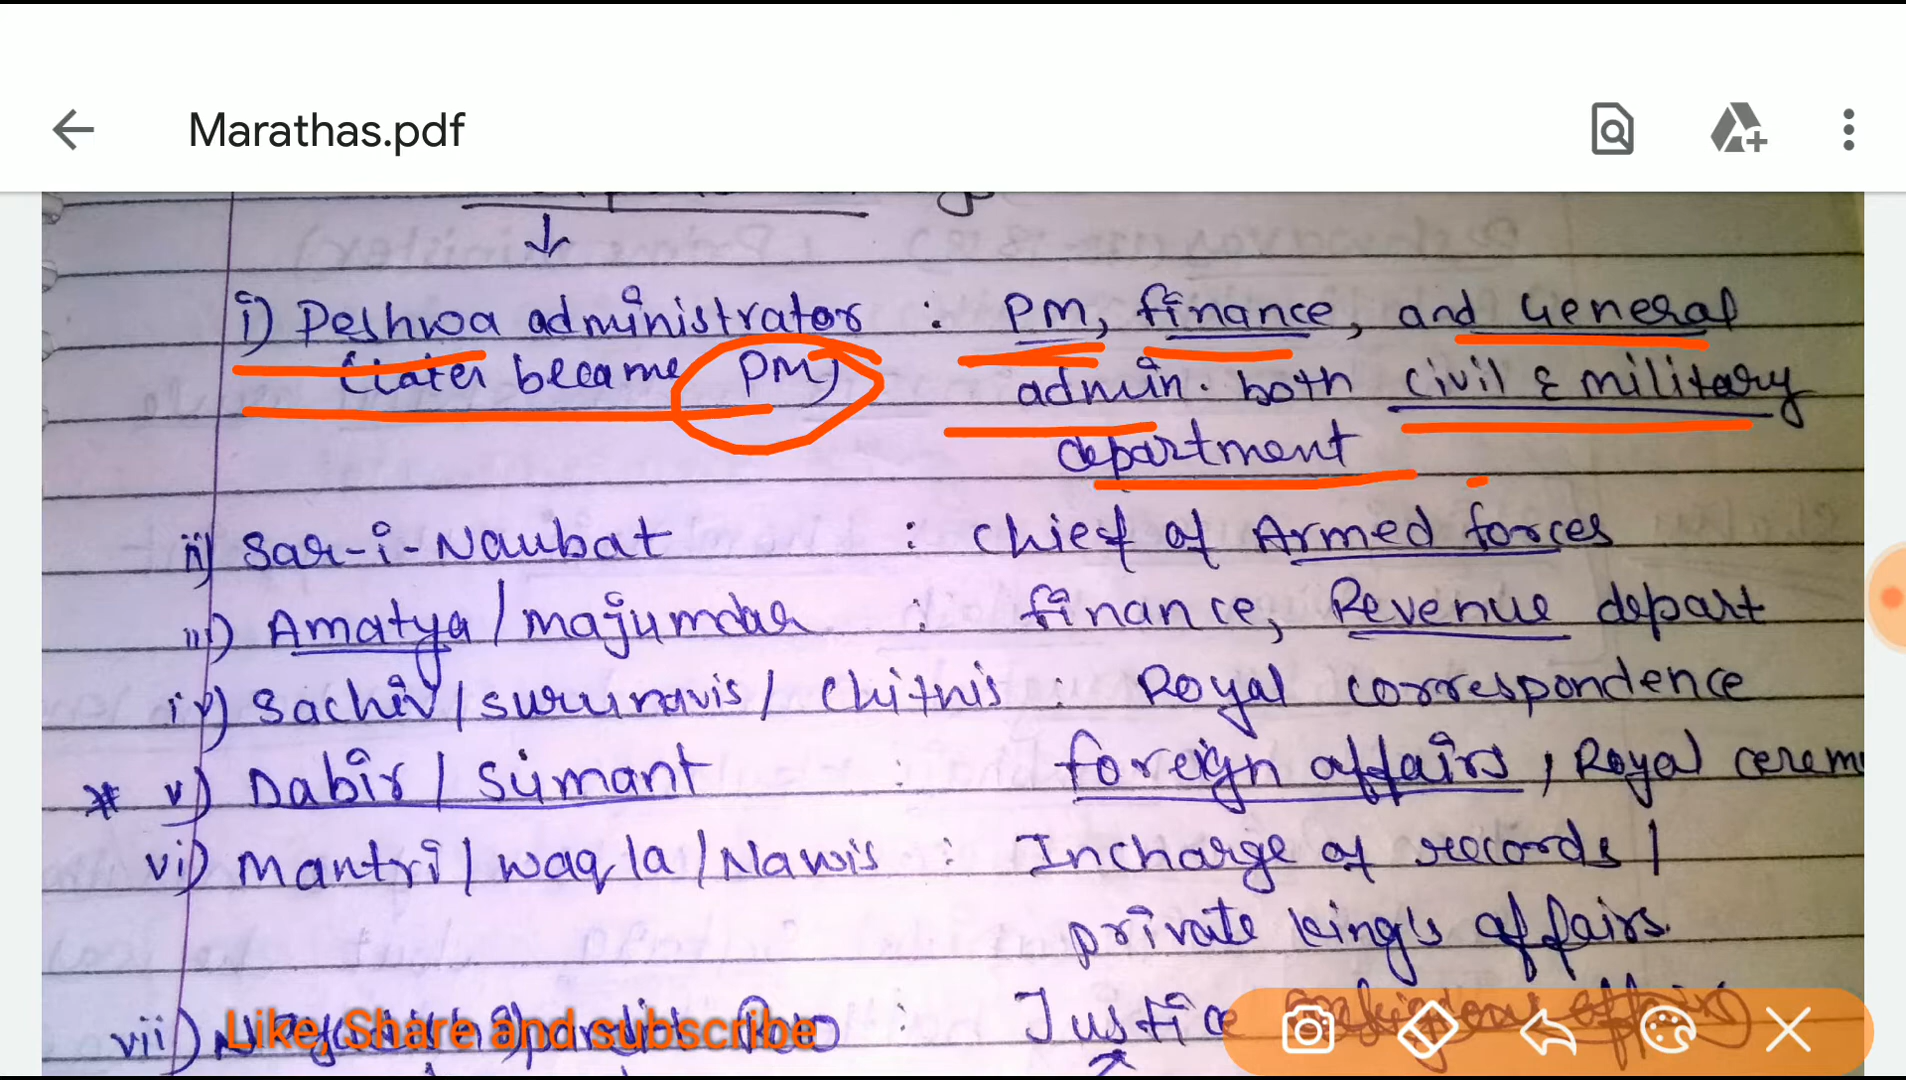 Marathas.pdf
i) Peshwa administrator : PM, finance, and General
(Later became PM) admin. both civil & military
department
ii) Sar-i-Naubat : Chief of Armed forces
iii) Amatya / majumdar : finance, Revenue depart
iv) Sachiv / surunavis / Chitnis : Royal correspondence
* v) Dabir / Sumant : foreign affairs, Royal cerem
vi) Mantri / waqla / Nawis : Incharge of records /
private king's affairs.
vii) : Justice
Like, Share and subscribe